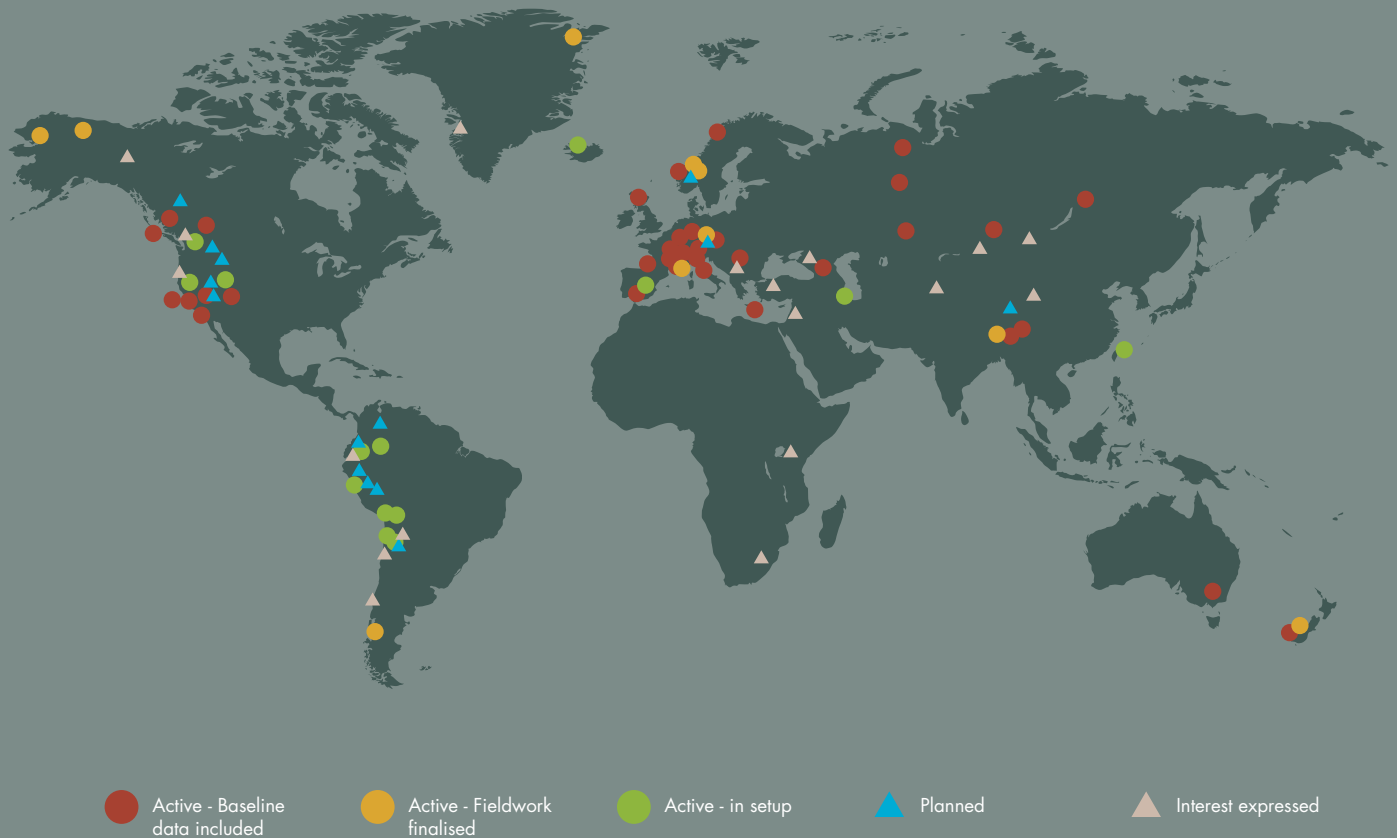 Active - Baseline
data included
Active - Fieldwork
finalised
Active - in setup
Planned
Interest expressed